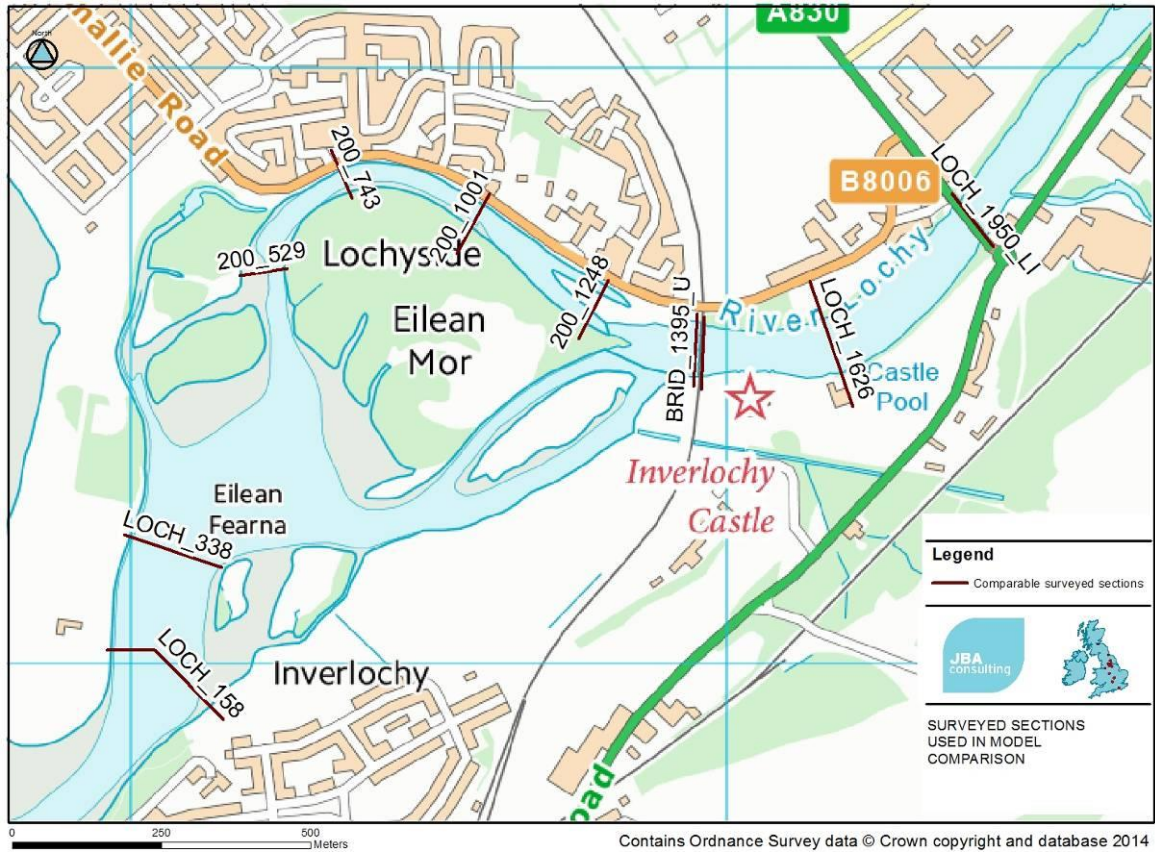 North
nallie Road
A830
200_743
200_1001
B8006
LOCH_1950_LI
200_529
Lochyside
200_1248
BRID_1395_U
River Lochy
Eilean
Mor
LOCH_1626
Castle
Pool
Inverlochy
Castle
Eilean
Fearna
LOCH_338
LOCH_158
Inverlochy
oad
Legend
Comparable surveyed sections
JBA
consulting
SURVEYED SECTIONS
USED IN MODEL
COMPARISON
0 250 500
Meters
Contains Ordnance Survey data © Crown copyright and database 2014